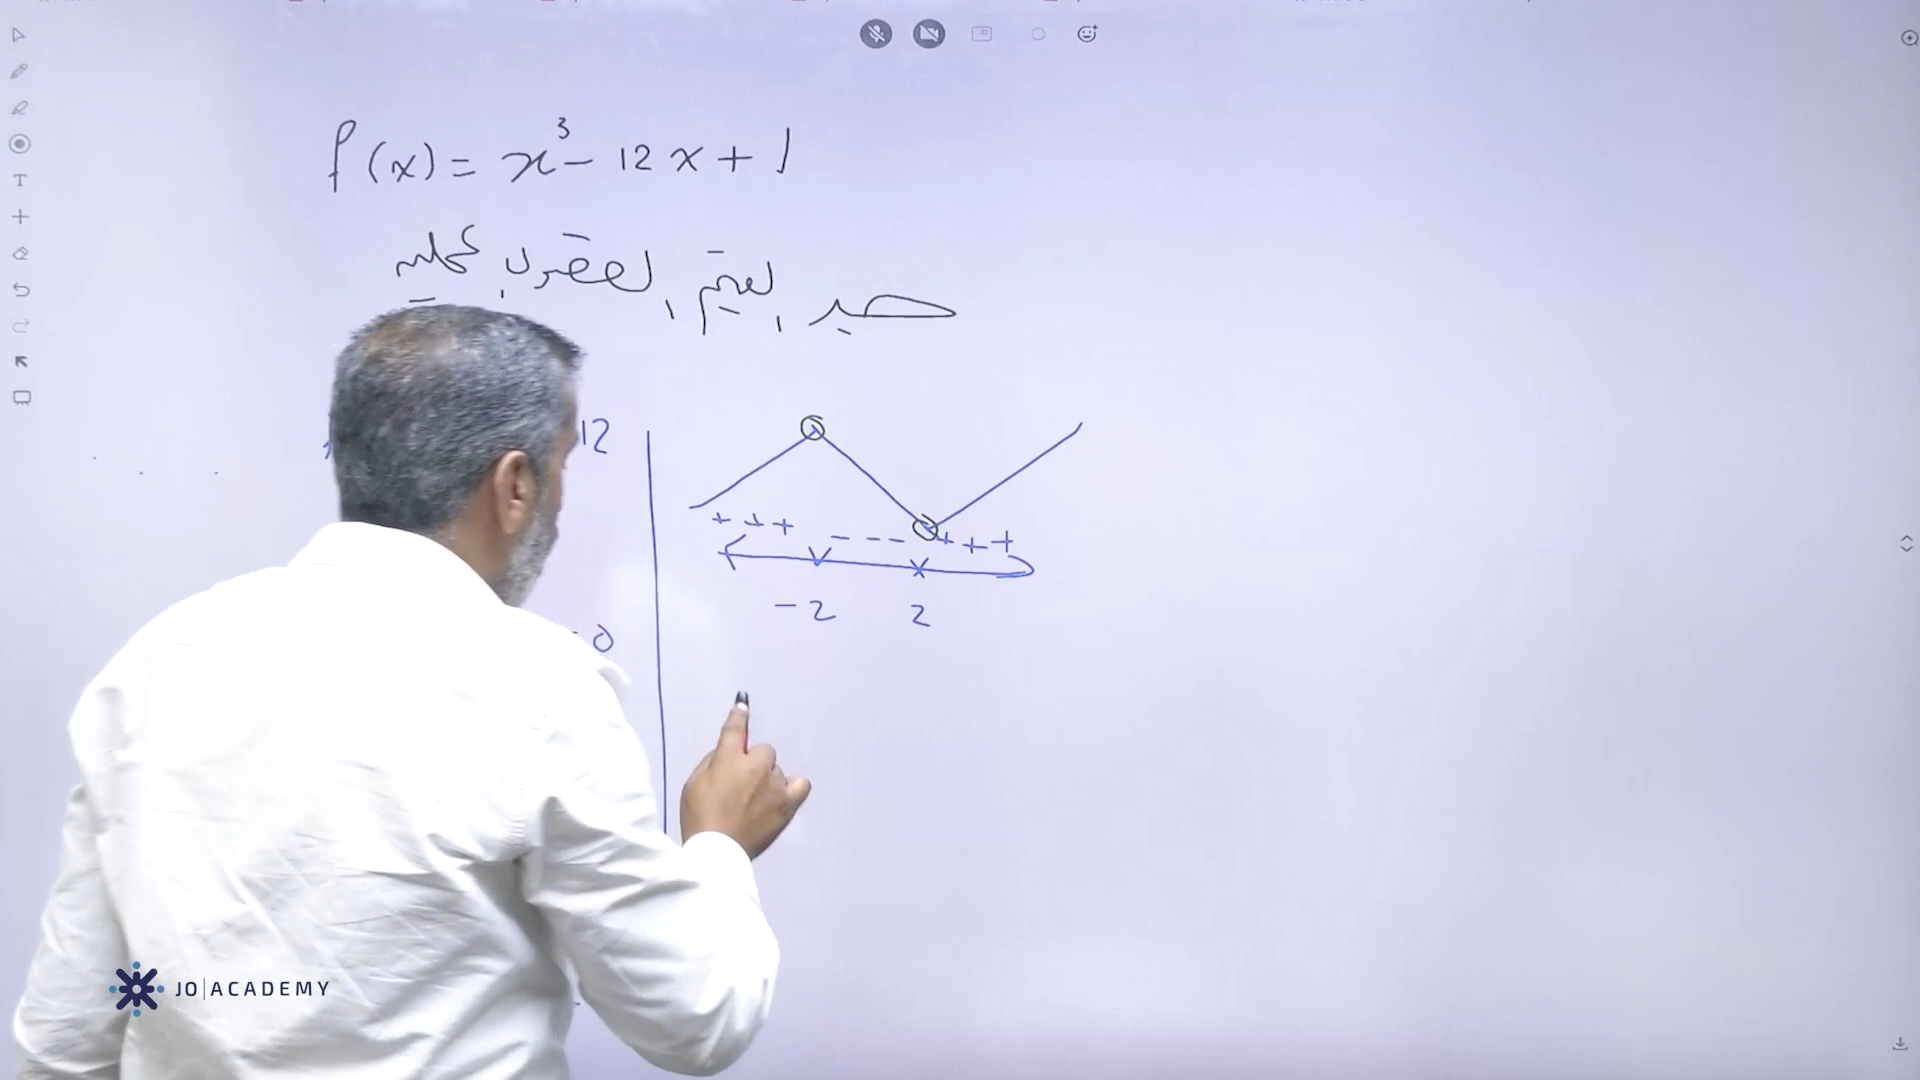 f(x) = x³ - 12x + 1
جد القيم القصوى المحلية
12
+ + + - - - + + +
-2 2
0
JO|ACADEMY